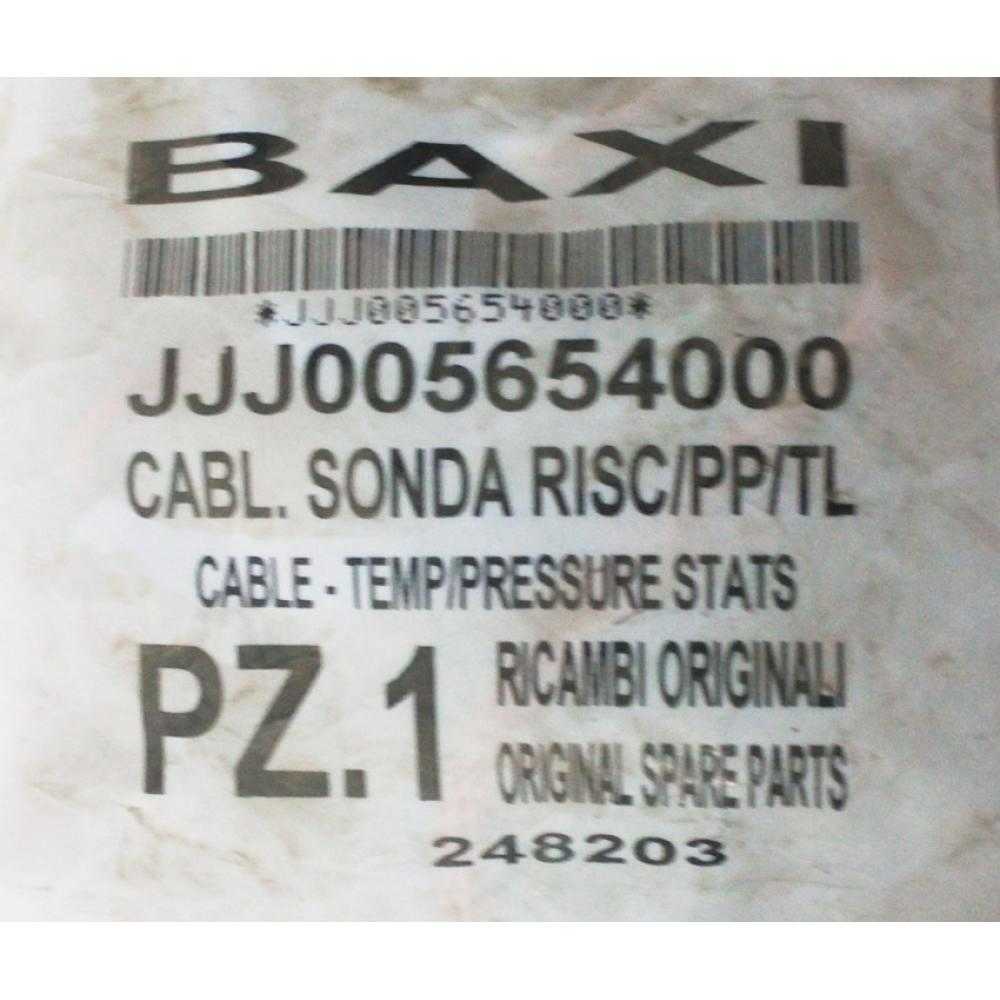 BAXI
*JJJ005654000*
JJJ005654000
CABL. SONDA RISC/PP/TL
CABLE - TEMP/PRESSURE STATS
PZ.1
RICAMBI ORIGINALI
ORIGINAL SPARE PARTS
248203